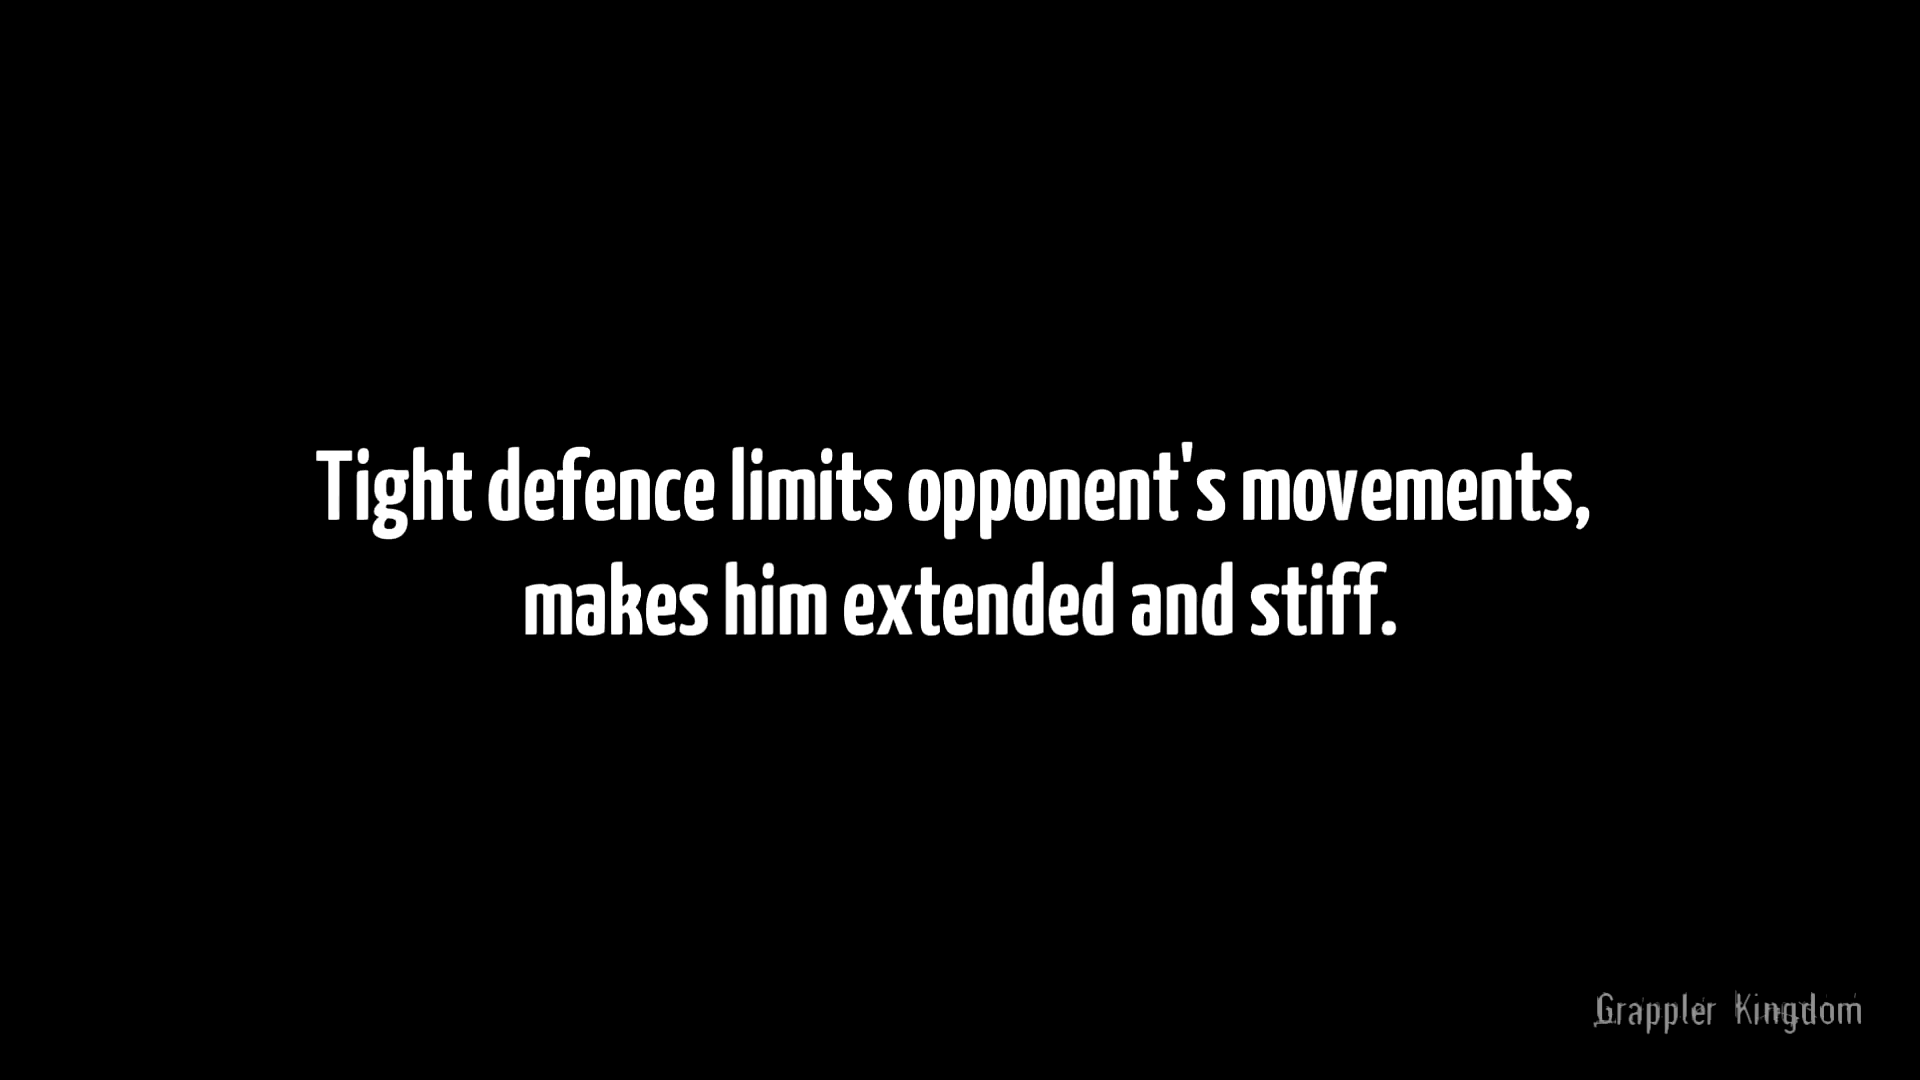 Tight defence limits opponent's movements,
makes him extended and stiff.
Grappler Kingdom